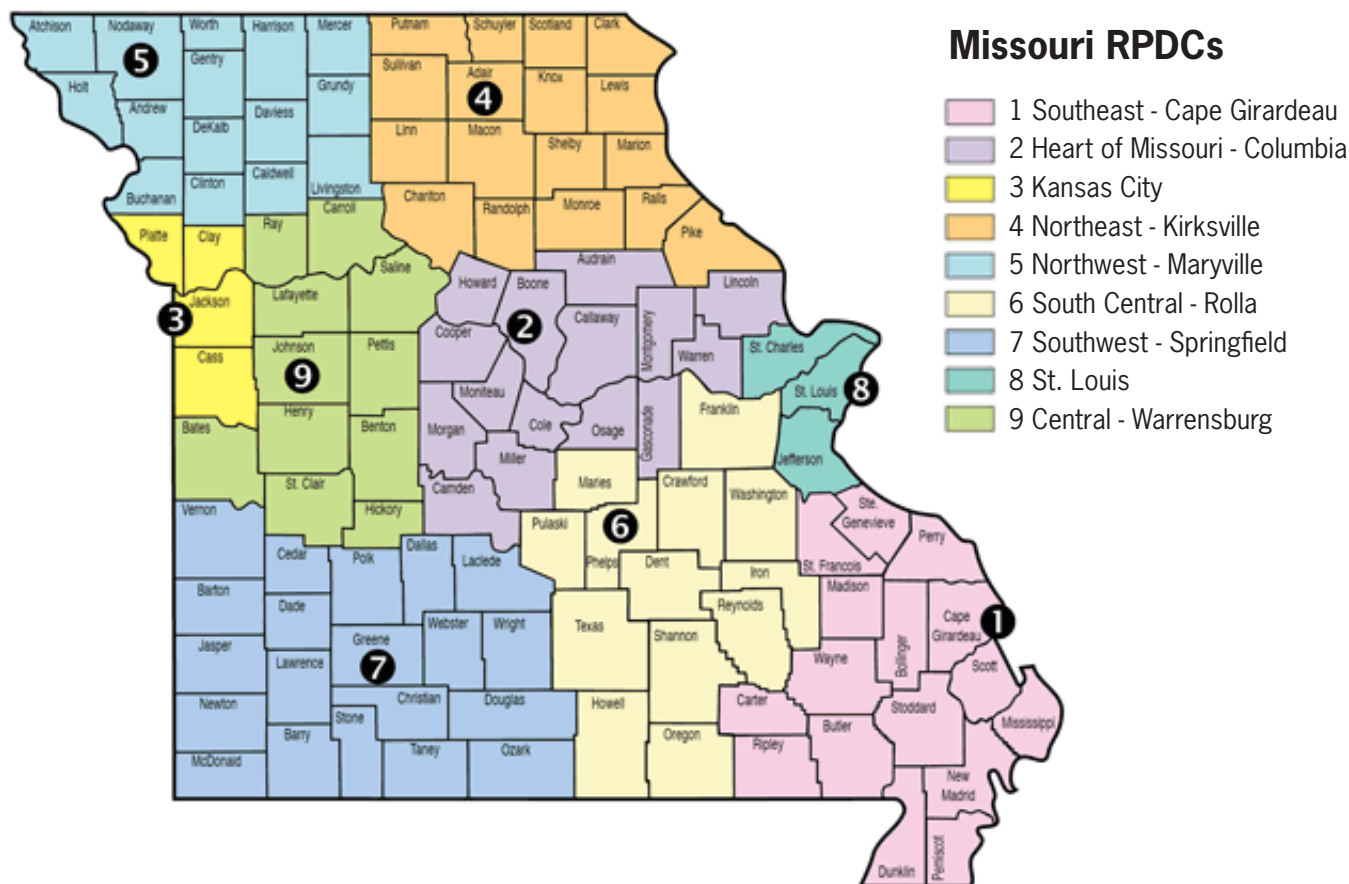 Missouri RPDCs
1 Southeast - Cape Girardeau
2 Heart of Missouri - Columbia
3 Kansas City
4 Northeast - Kirksville
5 Northwest - Maryville
6 South Central - Rolla
7 Southwest - Springfield
8 St. Louis
9 Central - Warrensburg
Atchison
Nodaway
Worth
Harrison
Mercer
Putnam
Schuyler
Scotland
Clark
5
Gentry
Sullivan
Adair
Knox
Lewis
Holt
Grundy
4
Andrew
Daviess
DeKalb
Linn
Macon
Shelby
Marion
Buchanan
Clinton
Caldwell
Livingston
Chariton
Randolph
Monroe
Ralls
Platte
Clay
Ray
Carroll
Pike
Saline
Audrain
Howard
Boone
Lincoln
Jackson
3
Lafayette
Cooper
2
Callaway
Montgomery
Warren
St. Charles
Cass
Johnson
9
Pettis
Moniteau
St. Louis
8
Bates
Henry
Benton
Morgan
Cole
Osage
Gasconade
Franklin
Miller
Jefferson
St. Clair
Camden
Maries
Crawford
Washington
Vernon
Hickory
Pulaski
6
Ste.
Genevieve
Perry
Cedar
Polk
Dallas
Laclede
Phelps
Dent
Iron
St. Francois
Barton
Dade
Madison
Reynolds
Jasper
Greene
7
Webster
Wright
Texas
Shannon
Bollinger
Cape
Girardeau
1
Lawrence
Wayne
Scott
Newton
Christian
Douglas
Howell
Carter
Stoddard
Stone
Mississippi
Barry
Oregon
Ripley
Butler
McDonald
Taney
Ozark
New
Madrid
Dunklin
Pemiscot